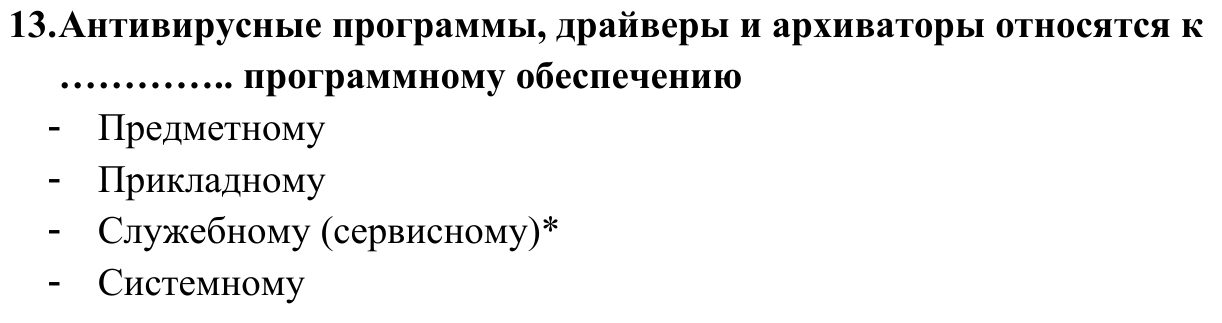 13.Антивирусные программы, драйверы и архиваторы относятся к
………….. программному обеспечению
- Предметному
- Прикладному
- Служебному (сервисному)*
- Системному